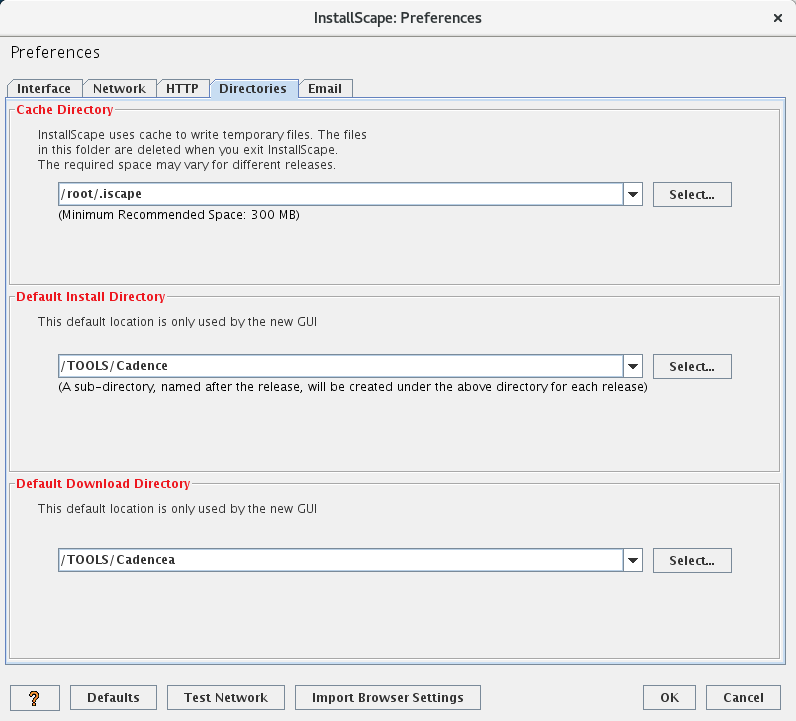 InstallScape: Preferences
Preferences
Interface Network HTTP Directories Email
Cache Directory
InstallScape uses cache to write temporary files. The files
in this folder are deleted when you exit InstallScape.
The required space may vary for different releases.
/root/.iscape Select...
(Minimum Recommended Space: 300 MB)
Default Install Directory
This default location is only used by the new GUI
/TOOLS/Cadence Select...
(A sub-directory, named after the release, will be created under the above directory for each release)
Default Download Directory
This default location is only used by the new GUI
/TOOLS/Cadencea Select...
? Defaults Test Network Import Browser Settings OK Cancel